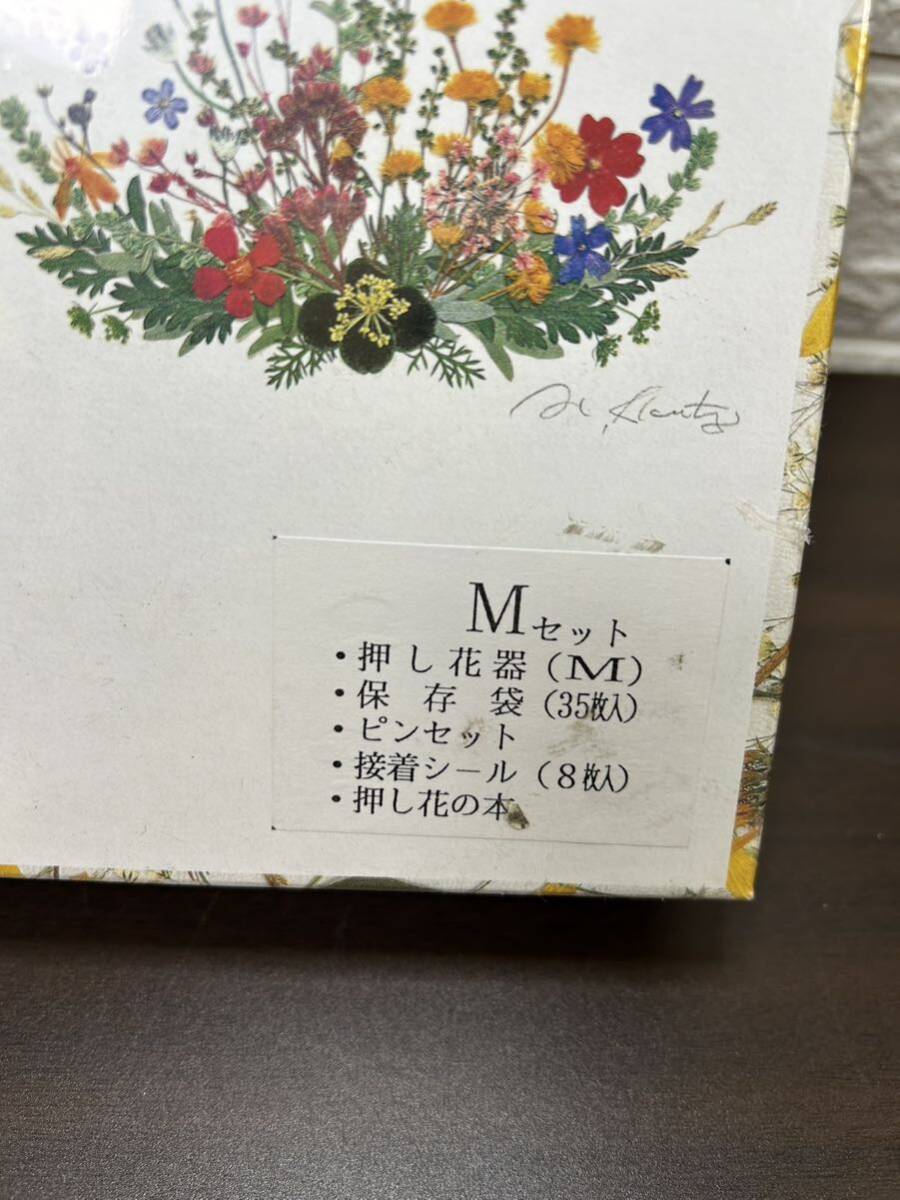 Mセット
・押し花器(M)
・保存袋(35枚入)
・ピンセット
・接着シール(8枚入)
・押し花の本